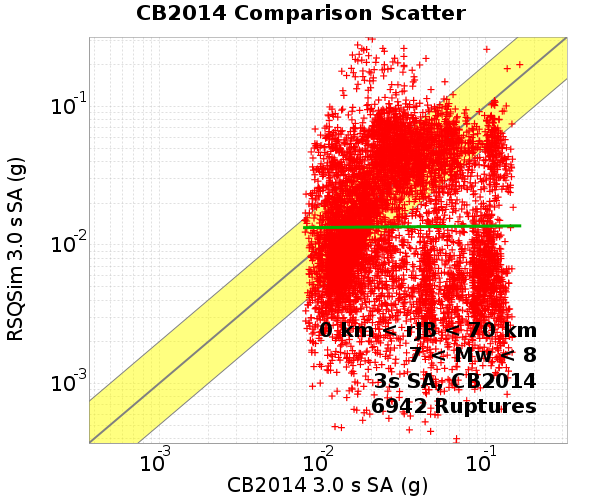 CB2014 Comparison Scatter
RSQSim 3.0 s SA (g)
10⁻¹
10⁻²
10⁻³
0 km < rJB < 70 km
7 < Mw < 8
3s SA, CB2014
6942 Ruptures
10⁻³ 10⁻² 10⁻¹
CB2014 3.0 s SA (g)